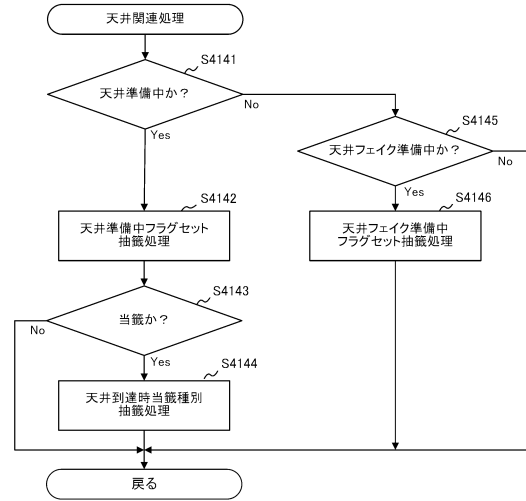 天井関連処理
S4141
天井準備中か？
No
Yes
S4145
天井フェイク準備中か？
No
Yes
S4142
天井準備中フラグセット
抽籤処理
S4146
天井フェイク準備中
フラグセット抽籤処理
S4143
当籤か？
No
Yes
S4144
天井到達時当籤種別
抽籤処理
戻る